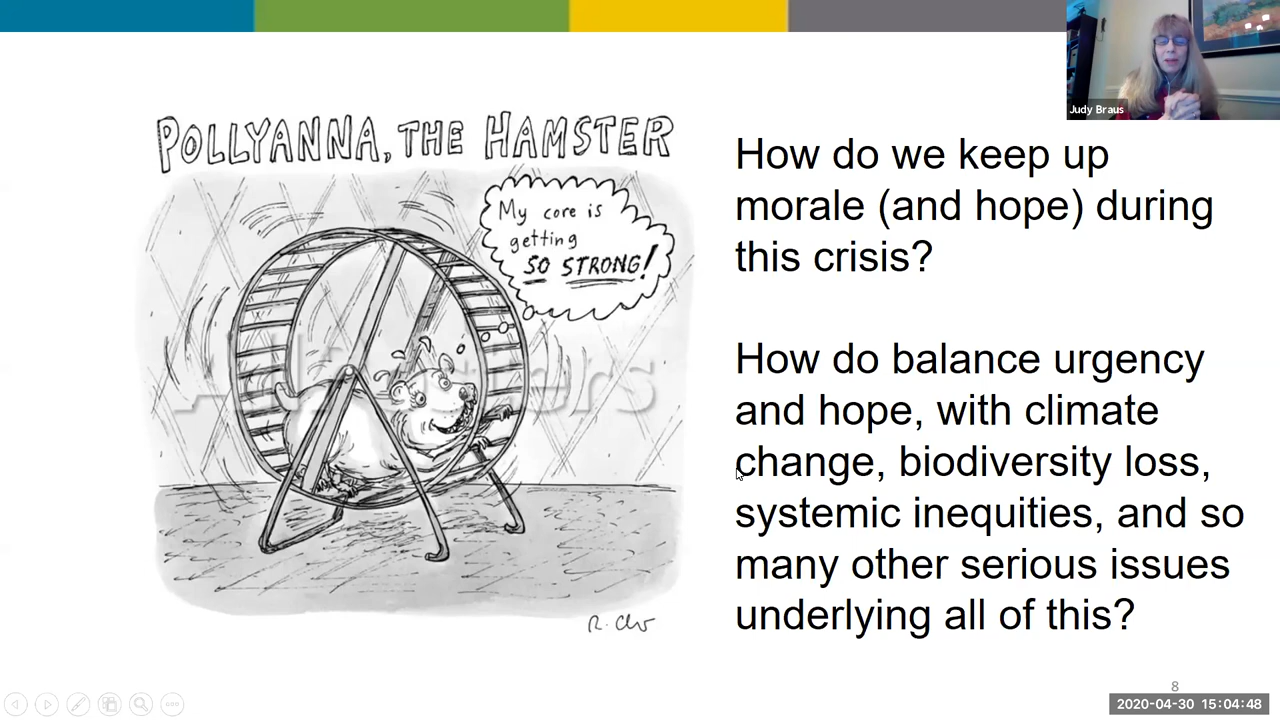 Judy Braus
POLLYANNA, THE HAMSTER
My core is
getting
SO STRONG!
AllPosters
R. Chr
How do we keep up
morale (and hope) during
this crisis?
How do balance urgency
and hope, with climate
change, biodiversity loss,
systemic inequities, and so
many other serious issues
underlying all of this?
8
2020-04-30 15:04:48